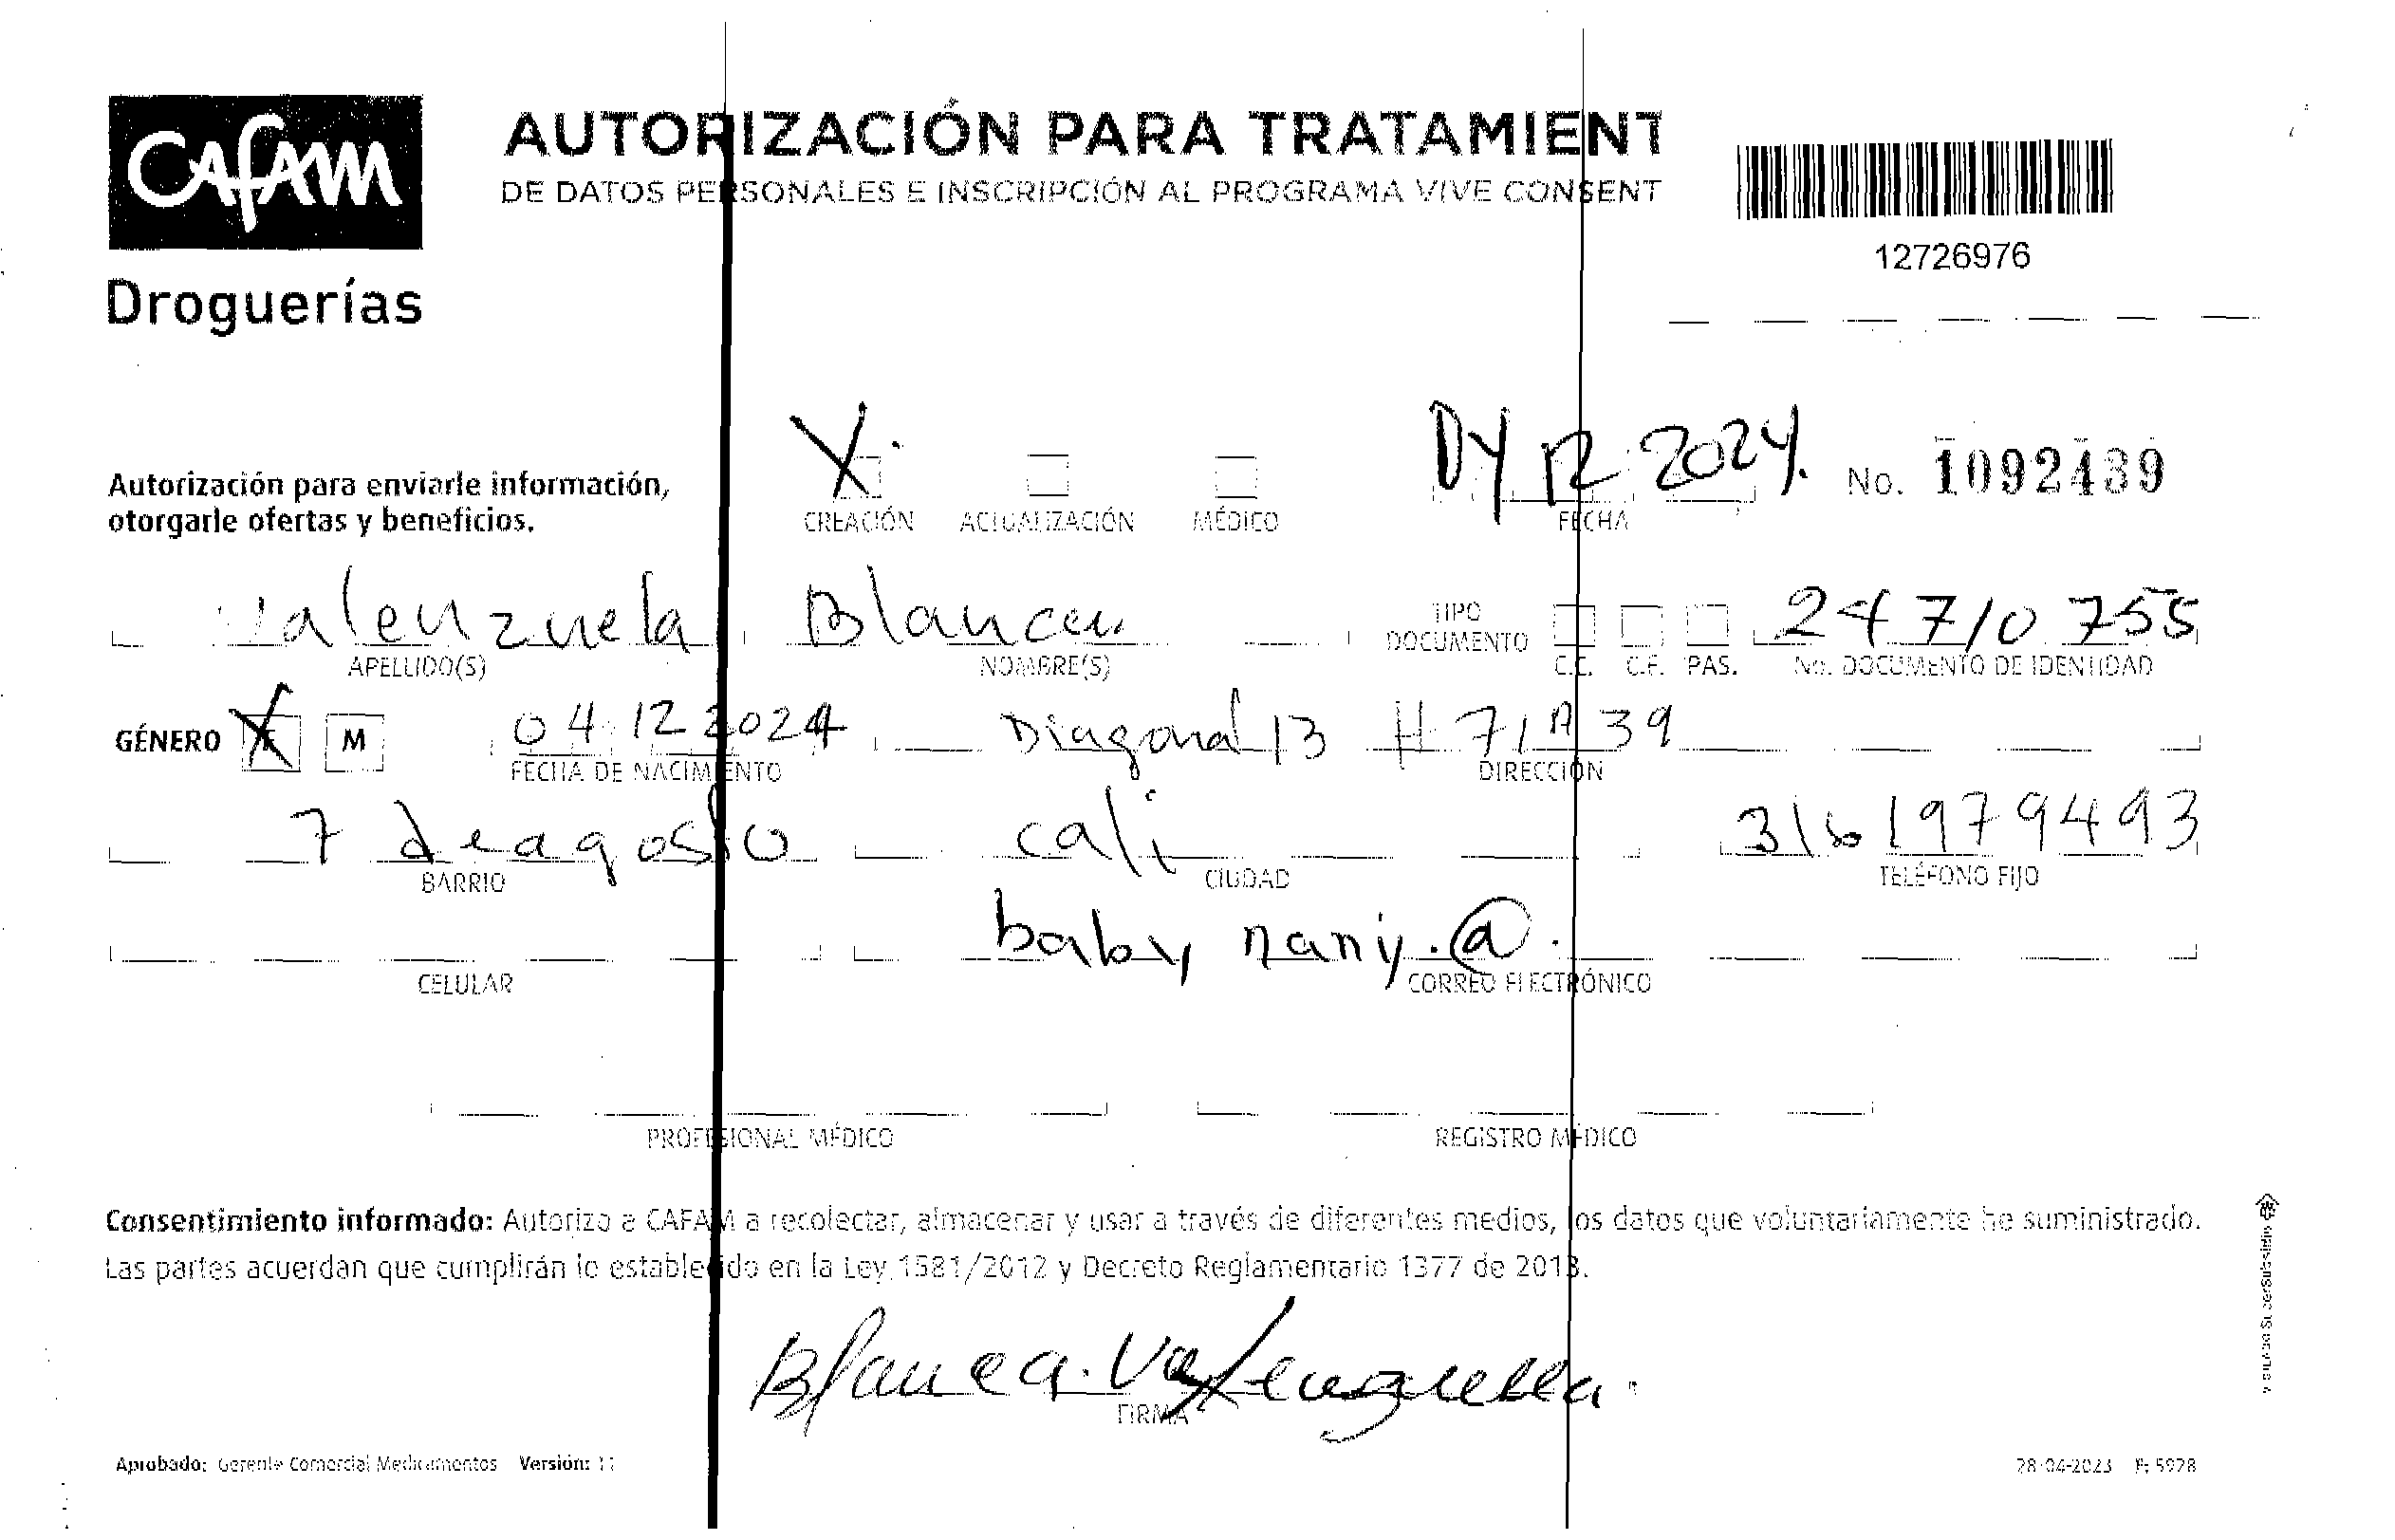 CAFAM
Droguerías
AUTORIZACIÓN PARA TRATAMIENT
DE DATOS PERSONALES E INSCRIPCIÓN AL PROGRAMA VIVE CONSENT
12726976
Autorización para enviarle información,
otorgarle ofertas y beneficios.
X
CREACIÓN ACTUALIZACIÓN MÉDICO
04 12 2024. No. 1092439
FECHA
Valenzuela Blanca TIPO DOCUMENTO 24710755
APELLIDO(S) NOMBRE(S) C.C. C.E. PAS. No. DOCUMENTO DE IDENTIDAD
GÉNERO X F M 04 12 2024 Diagonal 13 # 71A 39
FECHA DE NACIMIENTO DIRECCIÓN
7 de agosto cali 3161979493
BARRIO CIUDAD TELÉFONO FIJO
baby nany.@.
CELULAR CORREO ELECTRÓNICO
PROFESIONAL MÉDICO REGISTRO MÉDICO
Consentimiento informado: Autorizo a CAFAM a recolectar, almacenar y usar a través de diferentes medios, los datos que voluntariamente he suministrado.
Las partes acuerdan que cumplirán lo establecido en la Ley 1581/2012 y Decreto Reglamentario 1377 de 2013.
Blanca. Valenzuela.
FIRMA
Aprobado: Gerente Comercial Medicamentos Versión: 11
28-04-2023 F: 5928